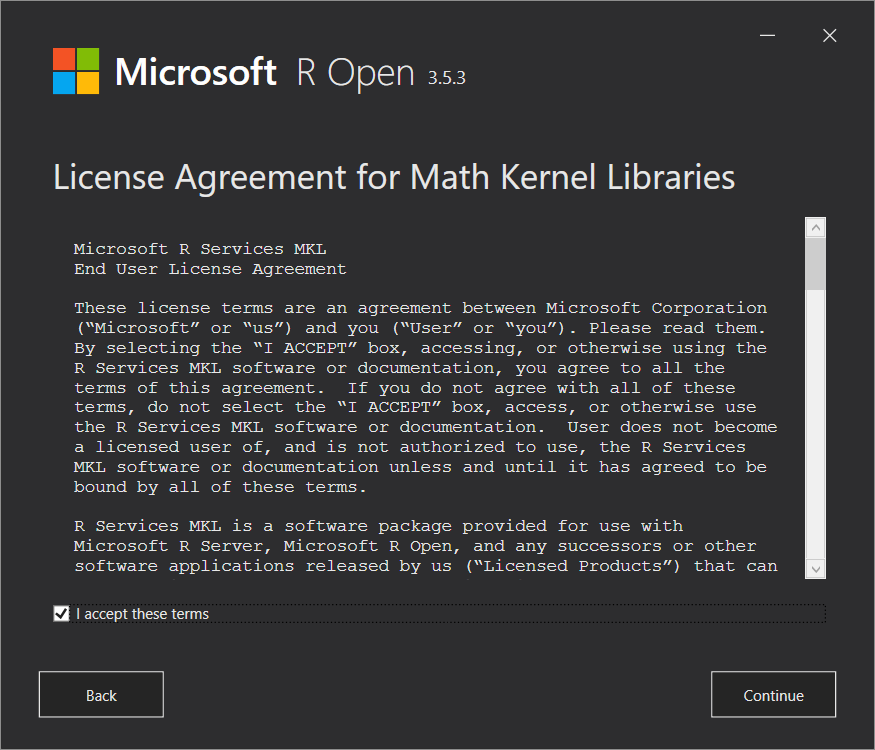 Microsoft R Open 3.5.3
License Agreement for Math Kernel Libraries
Microsoft R Services MKL
End User License Agreement
These license terms are an agreement between Microsoft Corporation
(“Microsoft” or “us”) and you (“User” or “you”). Please read them.
By selecting the “I ACCEPT” box, accessing, or otherwise using the
R Services MKL software or documentation, you agree to all the
terms of this agreement.  If you do not agree with all of these
terms, do not select the “I ACCEPT” box, access, or otherwise use
the R Services MKL software or documentation.  User does not become
a licensed user of, and is not authorized to use, the R Services
MKL software or documentation unless and until it has agreed to be
bound by all of these terms.
R Services MKL is a software package provided for use with
Microsoft R Server, Microsoft R Open, and any successors or other
software applications released by us (“Licensed Products”) that can
I accept these terms
Back
Continue